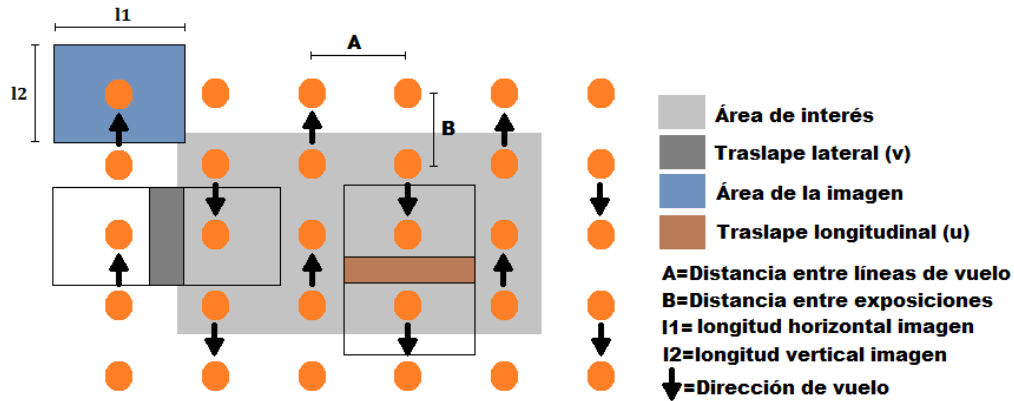 l1
A
l2
B
Área de interés
Traslape lateral (v)
Área de la imagen
Traslape longitudinal (u)
A=Distancia entre líneas de vuelo
B=Distancia entre exposiciones
l1= longitud horizontal imagen
l2=longitud vertical imagen
=Dirección de vuelo